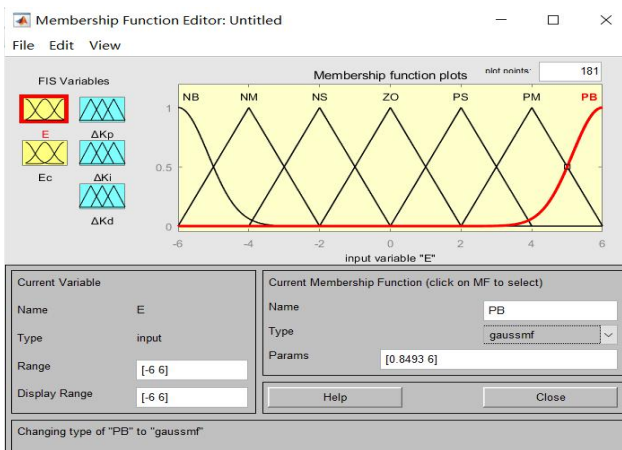 Membership Function Editor: Untitled
File Edit View
FIS Variables
E
ΔKp
Ec
ΔKi
ΔKd
Membership function plots
plot points:
181
NB NM NS ZO PS PM PB
1
0.5
0
-6 -4 -2 0 2 4 6
input variable "E"
Current Variable
Name E
Type input
Range [-6 6]
Display Range [-6 6]
Current Membership Function (click on MF to select)
Name PB
Type gaussmf
Params [0.8493 6]
Help Close
Changing type of "PB" to "gaussmf"